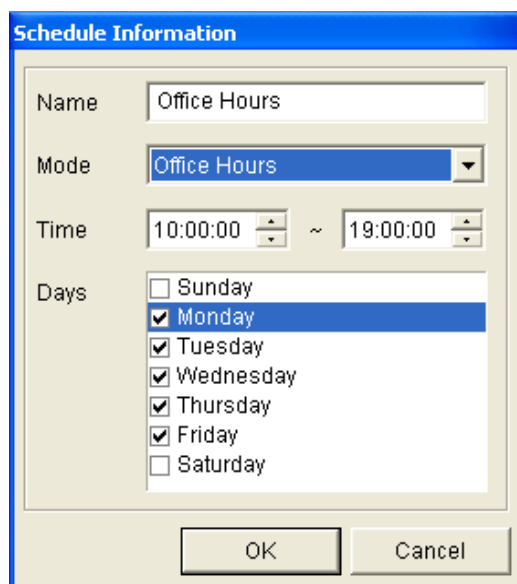 Schedule Information
Name Office Hours
Mode Office Hours
Time 10:00:00 ~ 19:00:00
Days Sunday
Monday
Tuesday
Wednesday
Thursday
Friday
Saturday
OK Cancel